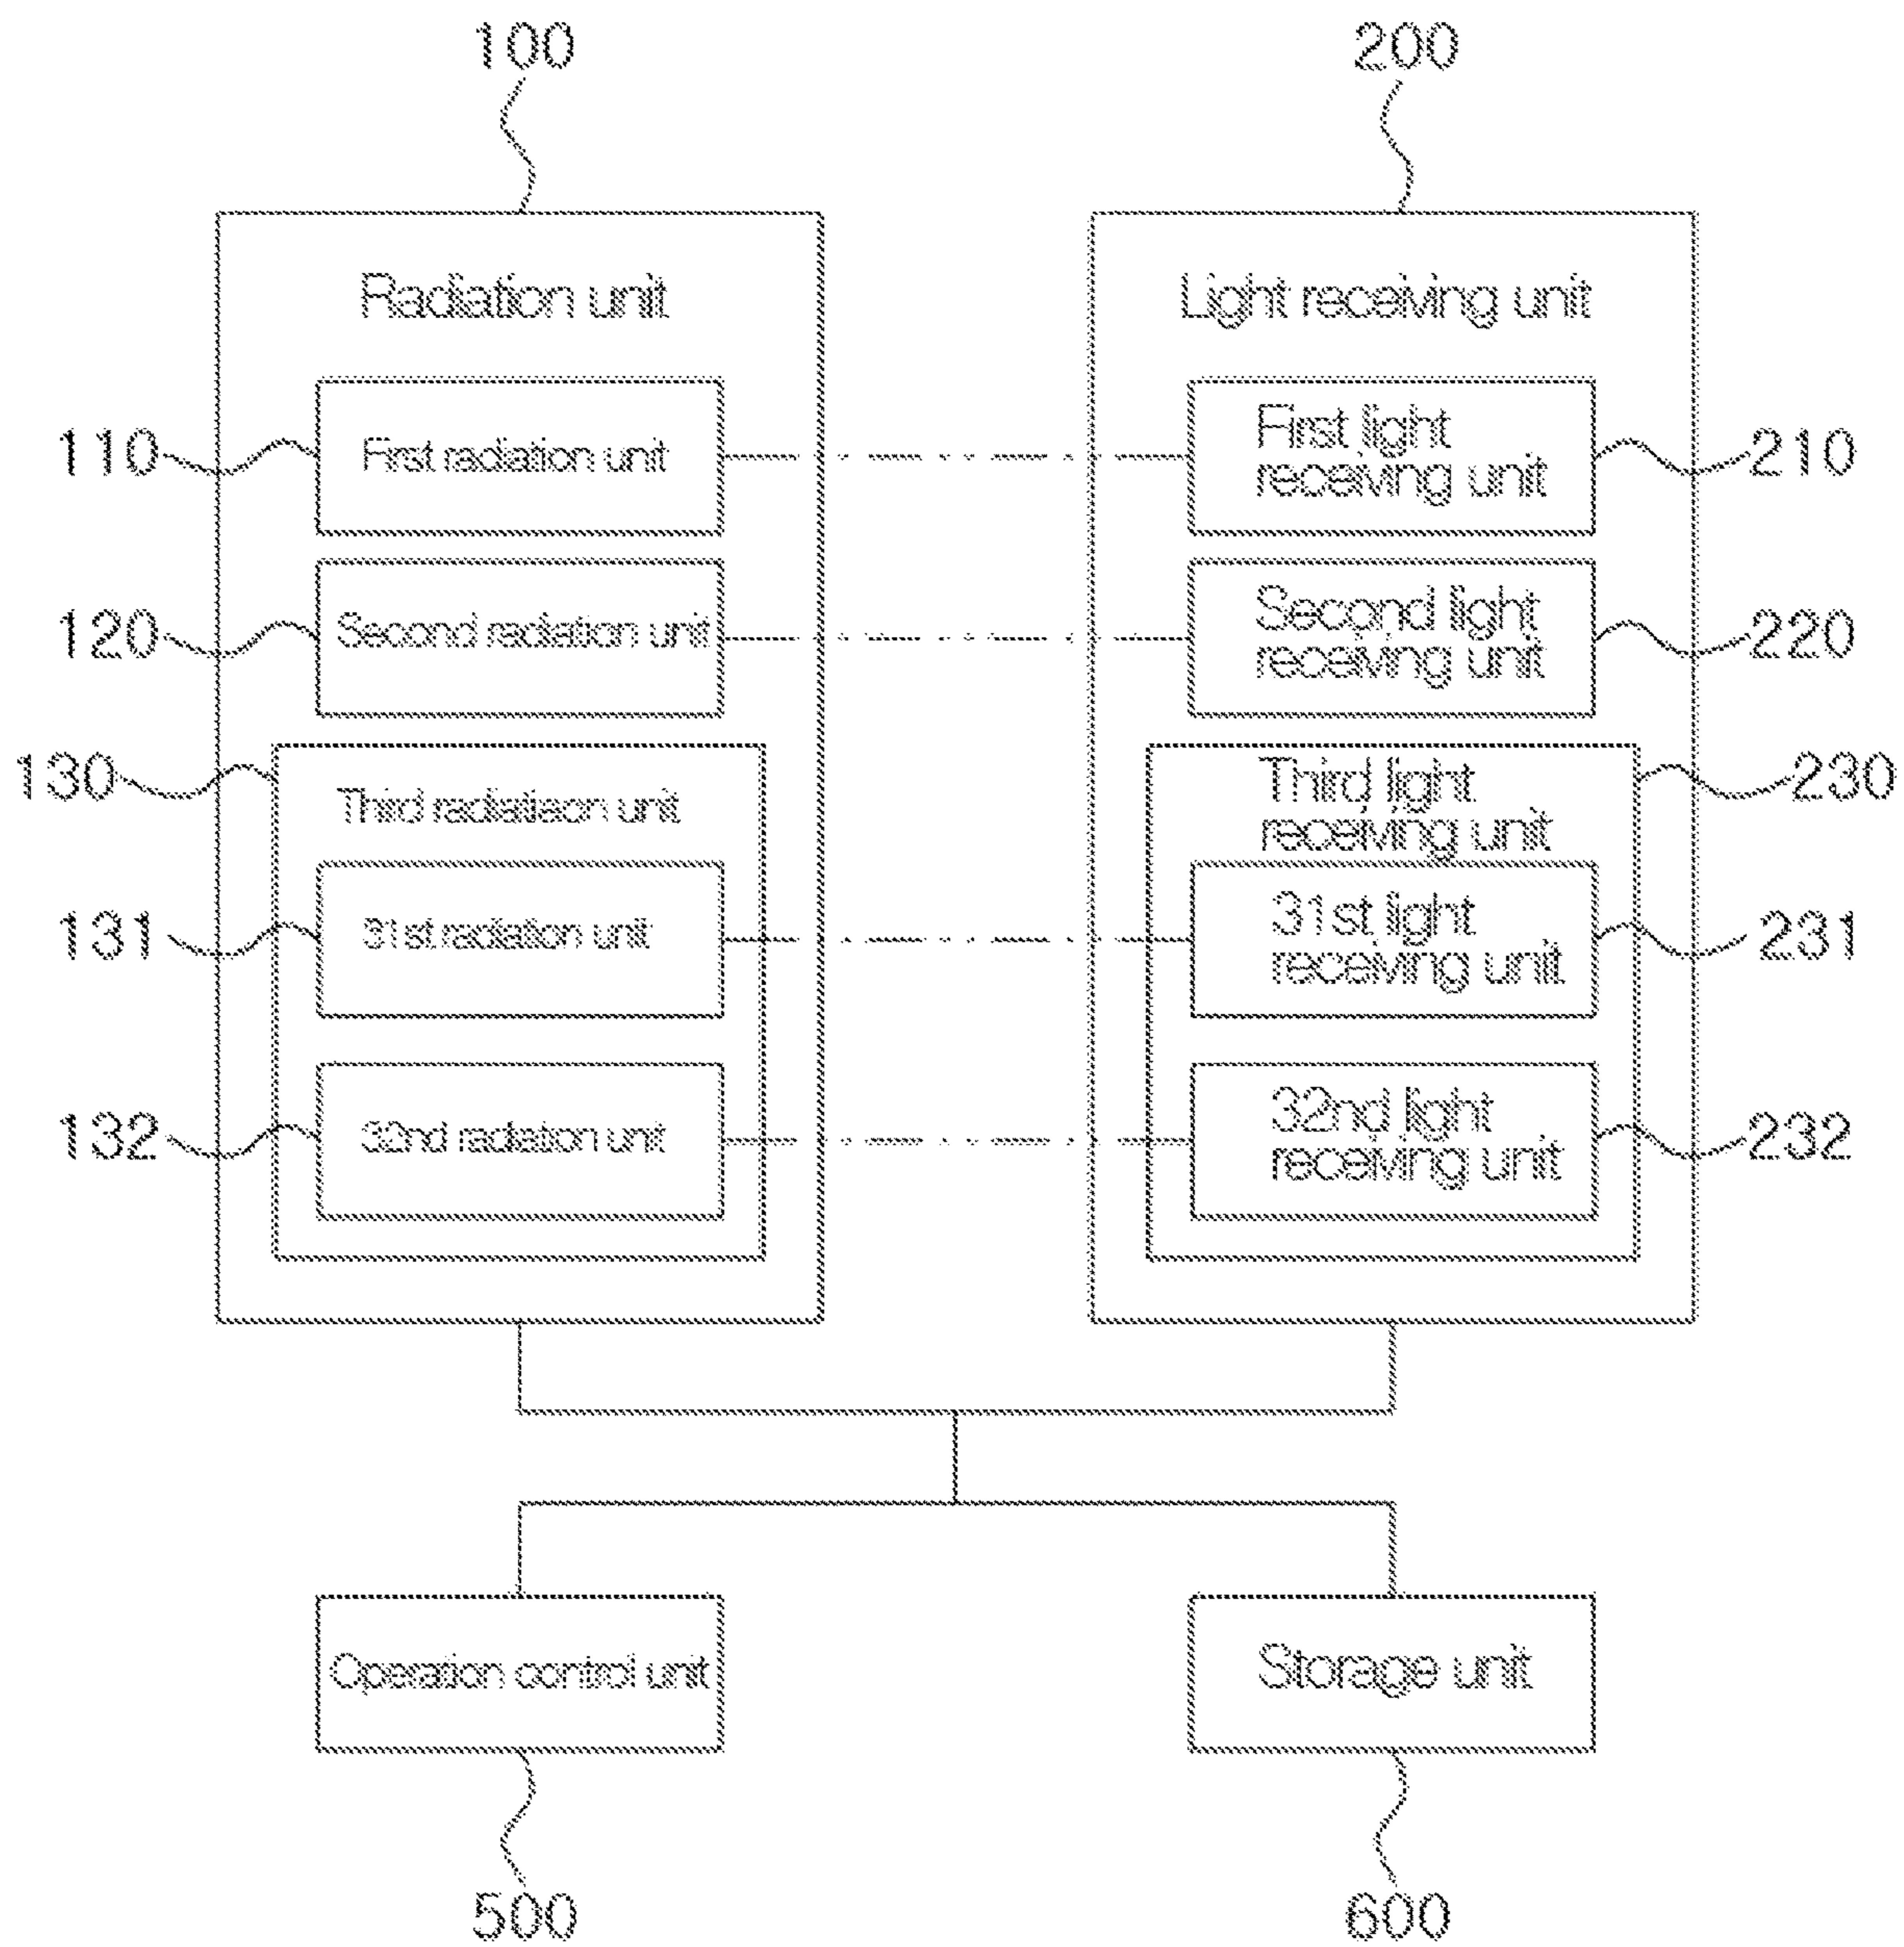 100
200
Radiation unit
Light receiving unit
110
First radiation unit
First light
receiving unit
210
120
Second radiation unit
Second light
receiving unit
220
130
Third radiatiaon unit
Third light
receiving unit
230
131
31st radiation unit
31st light
receiving unit
231
132
32nd radiation unit
32nd light
receiving unit
232
Operation control unit
Storage unit
500
600